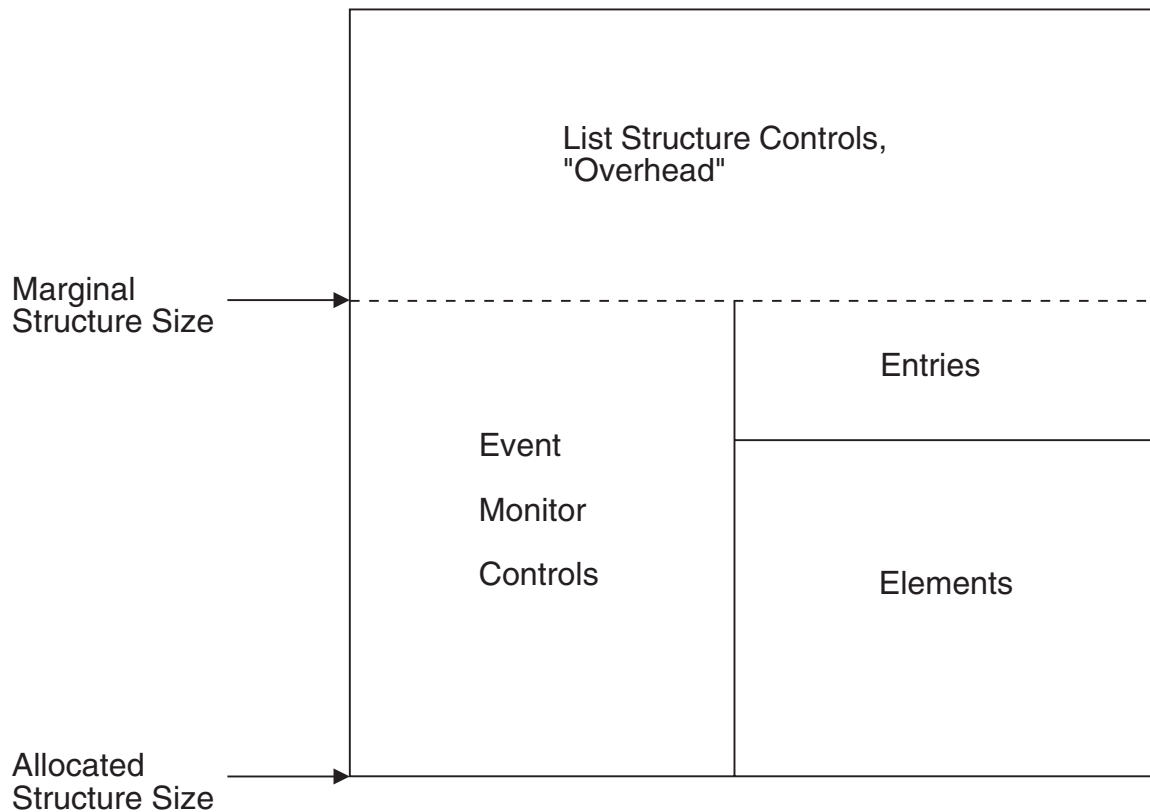 List Structure Controls,
"Overhead"
Marginal
Structure Size
Entries
Event
Monitor
Controls
Elements
Allocated
Structure Size